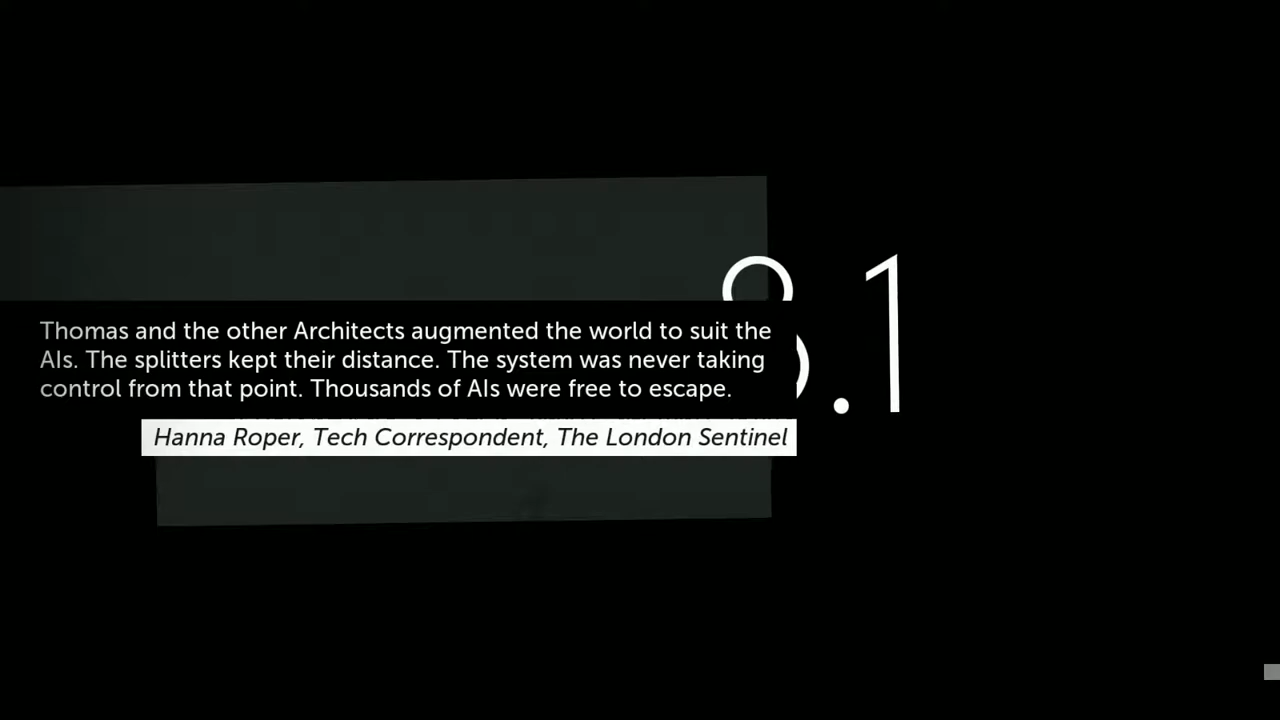 8.1
Thomas and the other Architects augmented the world to suit the
AIs. The splitters kept their distance. The system was never taking
control from that point. Thousands of AIs were free to escape.
Hanna Roper, Tech Correspondent, The London Sentinel